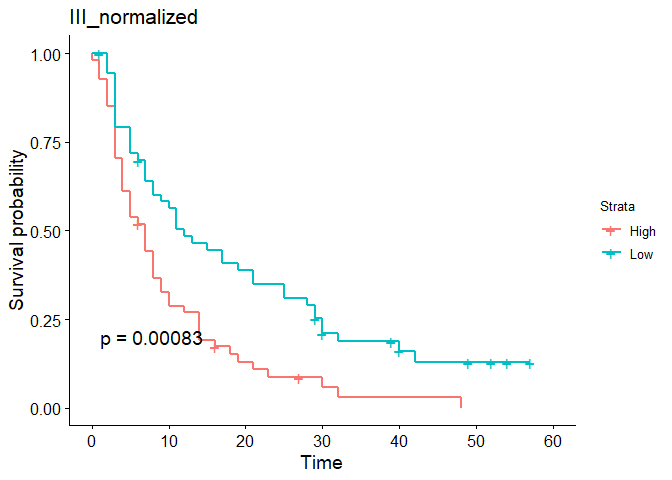 III_normalized
Survival probability
1.00
0.75
0.50
0.25
0.00
p = 0.00083
0 10 20 30 40 50 60
Time
Strata
High
Low